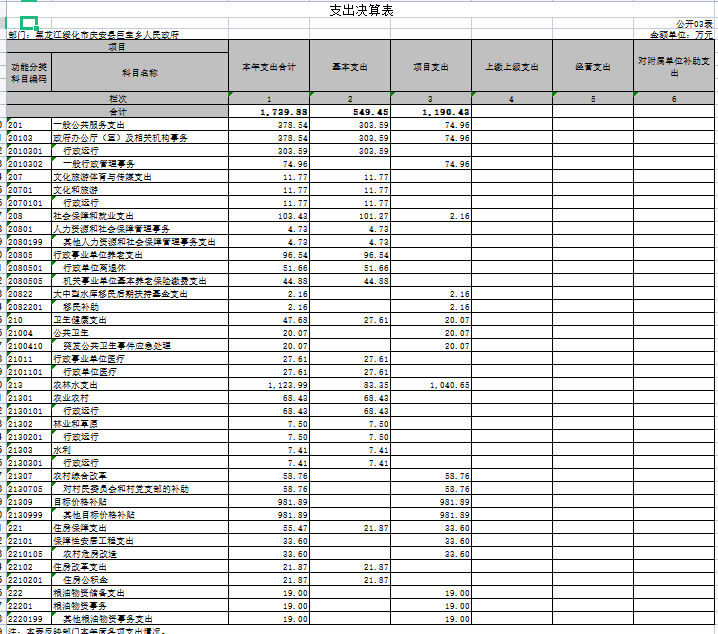 支出决算表
公开03表
部门：黑龙江绥化市庆安县巨宝乡人民政府 金额单位：万元
项目 本年支出合计 基本支出 项目支出 上缴上级支出 经营支出 对附属单位补助支出
功能分类科目编码 科目名称
栏次 1 2 3 4 5 6
合计 1,739.88 549.45 1,190.43
201 一般公共服务支出 378.54 303.59 74.96
20103 政府办公厅（室）及相关机构事务 378.54 303.59 74.96
2010301 行政运行 303.59 303.59
2010302 一般行政管理事务 74.96 74.96
207 文化旅游体育与传媒支出 11.77 11.77
20701 文化和旅游 11.77 11.77
2070101 行政运行 11.77 11.77
208 社会保障和就业支出 103.43 101.27 2.16
20801 人力资源和社会保障管理事务 4.73 4.73
2080199 其他人力资源和社会保障管理事务支出 4.73 4.73
20805 行政事业单位养老支出 96.54 96.54
2080501 行政单位离退休 51.66 51.66
2080505 机关事业单位基本养老保险缴费支出 44.88 44.88
20822 大中型水库移民后期扶持基金支出 2.16 2.16
2082201 移民补助 2.16 2.16
210 卫生健康支出 47.68 27.61 20.07
21004 公共卫生 20.07 20.07
2100410 突发公共卫生事件应急处理 20.07 20.07
21011 行政事业单位医疗 27.61 27.61
2101101 行政单位医疗 27.61 27.61
213 农林水支出 1,123.99 83.35 1,040.65
21301 农业农村 68.43 68.43
2130101 行政运行 68.43 68.43
21302 林业和草原 7.50 7.50
2130201 行政运行 7.50 7.50
21303 水利 7.41 7.41
2130301 行政运行 7.41 7.41
21307 农村综合改革 58.76 58.76
2130705 对村民委员会和村党支部的补助 58.76 58.76
21309 目标价格补贴 981.89 981.89
2130999 其他目标价格补贴 981.89 981.89
221 住房保障支出 55.47 21.87 33.60
22101 保障性安居工程支出 33.60 33.60
2210105 农村危房改造 33.60 33.60
22102 住房改革支出 21.87 21.87
2210201 住房公积金 21.87 21.87
222 粮油物资储备支出 19.00 19.00
22201 粮油物资事务 19.00 19.00
2220199 其他粮油物资事务支出 19.00 19.00
注：本表反映部门本年度各项支出情况。